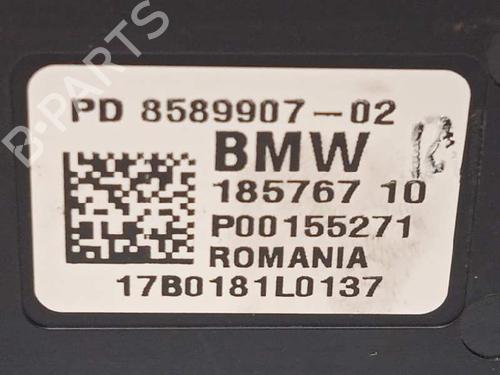 PD 8589907-02
BMW
185767 10
P00155271
ROMANIA
17B0181L0137
B-PARTS